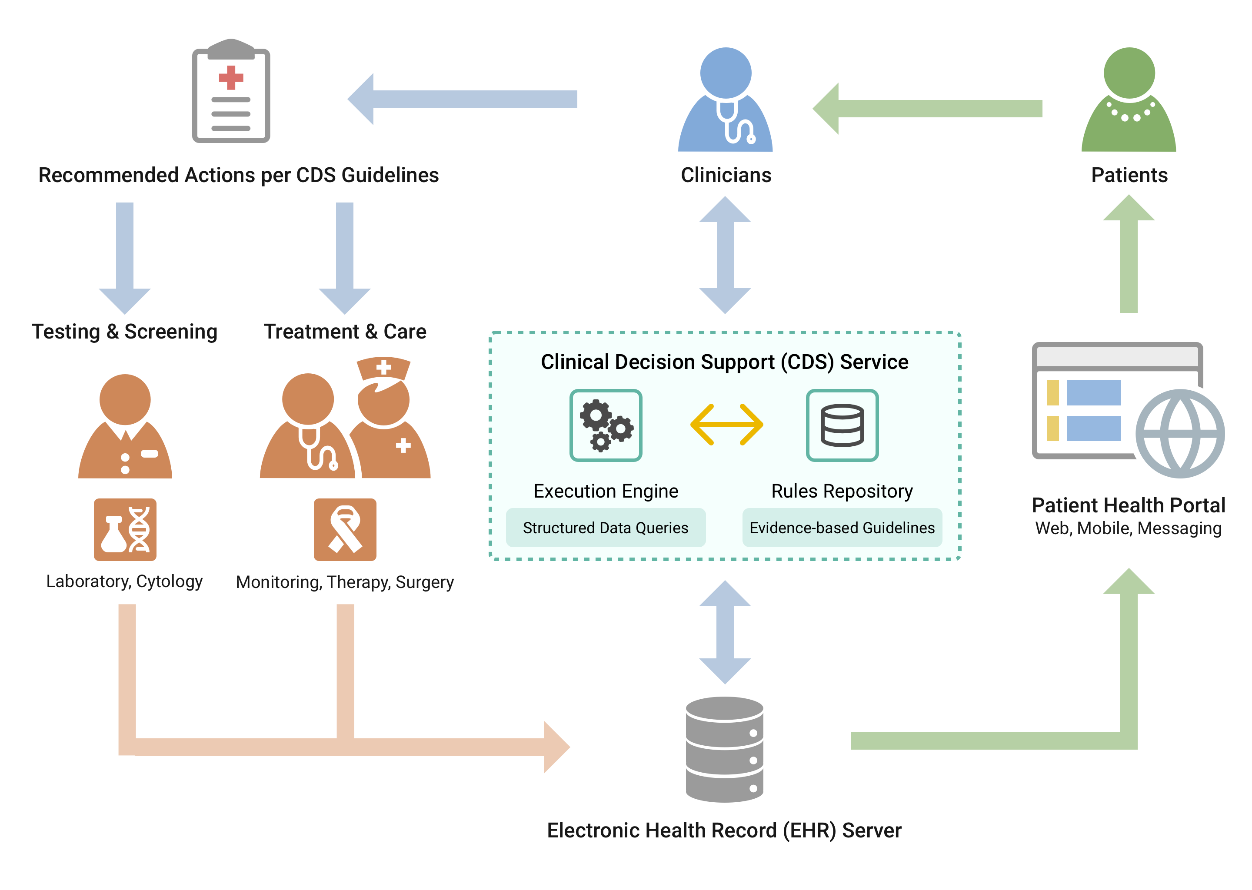 Recommended Actions per CDS Guidelines
Clinicians
Patients
Testing & Screening
Treatment & Care
Clinical Decision Support (CDS) Service
Execution Engine
Rules Repository
Structured Data Queries
Evidence-based Guidelines
Patient Health Portal
Web, Mobile, Messaging
Laboratory, Cytology
Monitoring, Therapy, Surgery
Electronic Health Record (EHR) Server